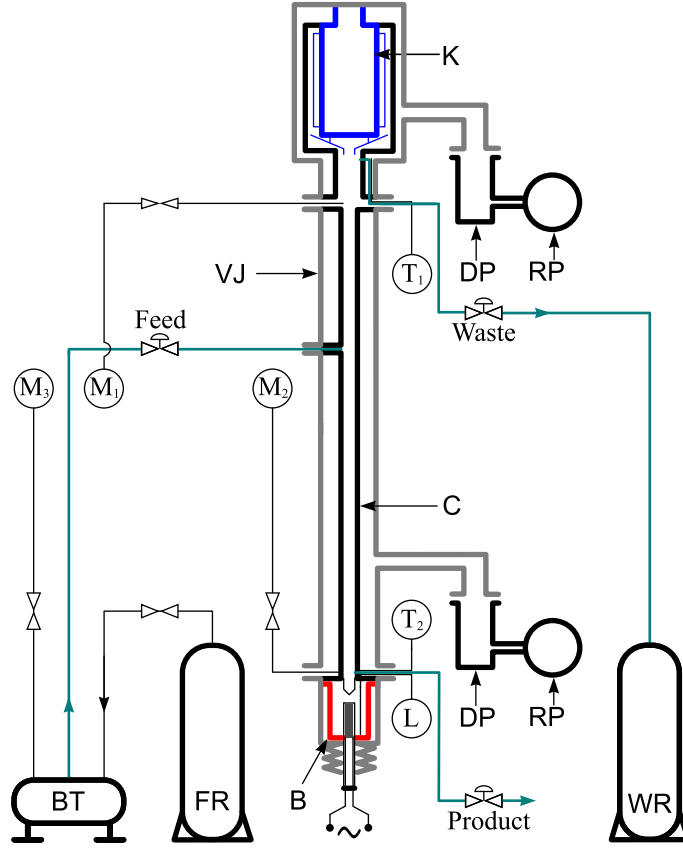 K
VJ
T₁
DP
RP
Feed
Waste
M₃
M₁
M₂
C
T₂
L
DP
RP
BT
FR
B
Product
WR
~